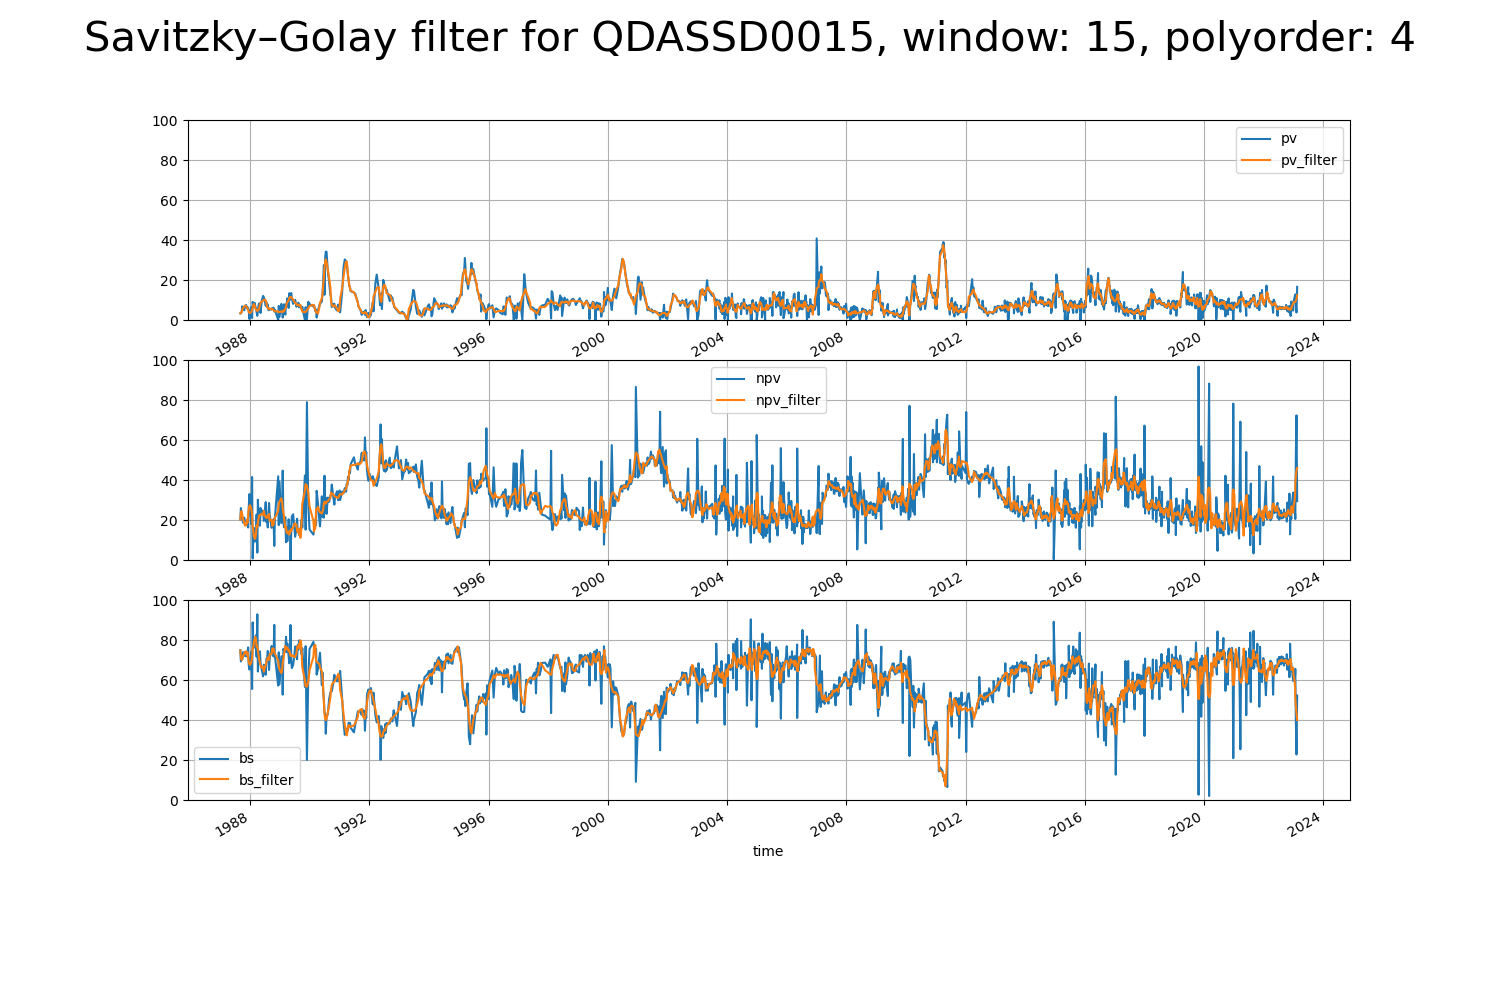 Savitzky–Golay filter for QDASSD0015, window: 15, polyorder: 4
100
80
60
40
20
0
pv
pv_filter
1988 1992 1996 2000 2004 2008 2012 2016 2020 2024
100
80
60
40
20
0
npv
npv_filter
1988 1992 1996 2000 2004 2008 2012 2016 2020 2024
100
80
60
40
20
0
bs
bs_filter
1988 1992 1996 2000 2004 2008 2012 2016 2020 2024
time